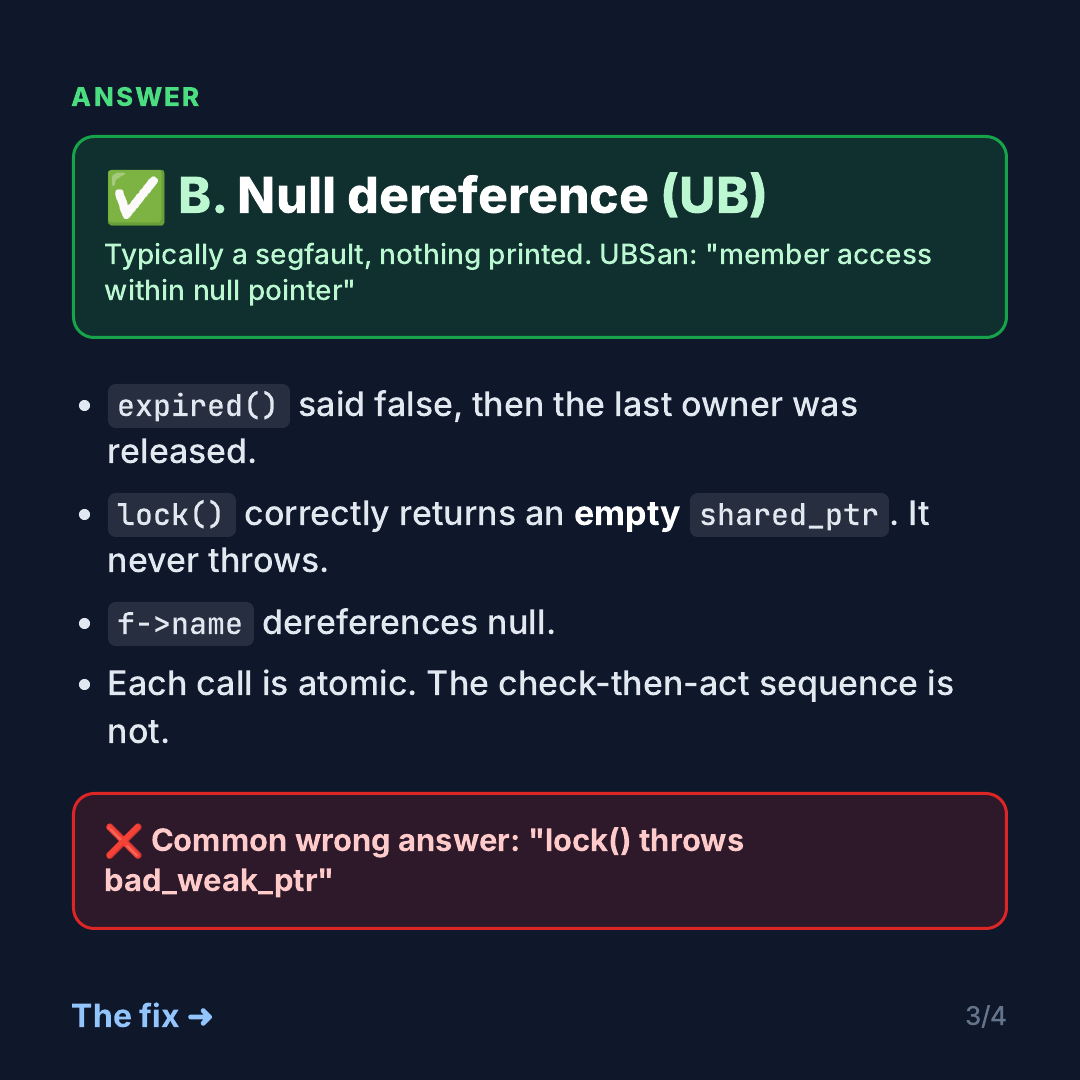 ANSWER
✅ B. Null dereference (UB)
Typically a segfault, nothing printed. UBSan: "member access
within null pointer"
• expired() said false, then the last owner was
released.
• lock() correctly returns an empty shared_ptr. It
never throws.
• f->name dereferences null.
• Each call is atomic. The check-then-act sequence is
not.
❌ Common wrong answer: "lock() throws
bad_weak_ptr"
The fix ➜
3/4